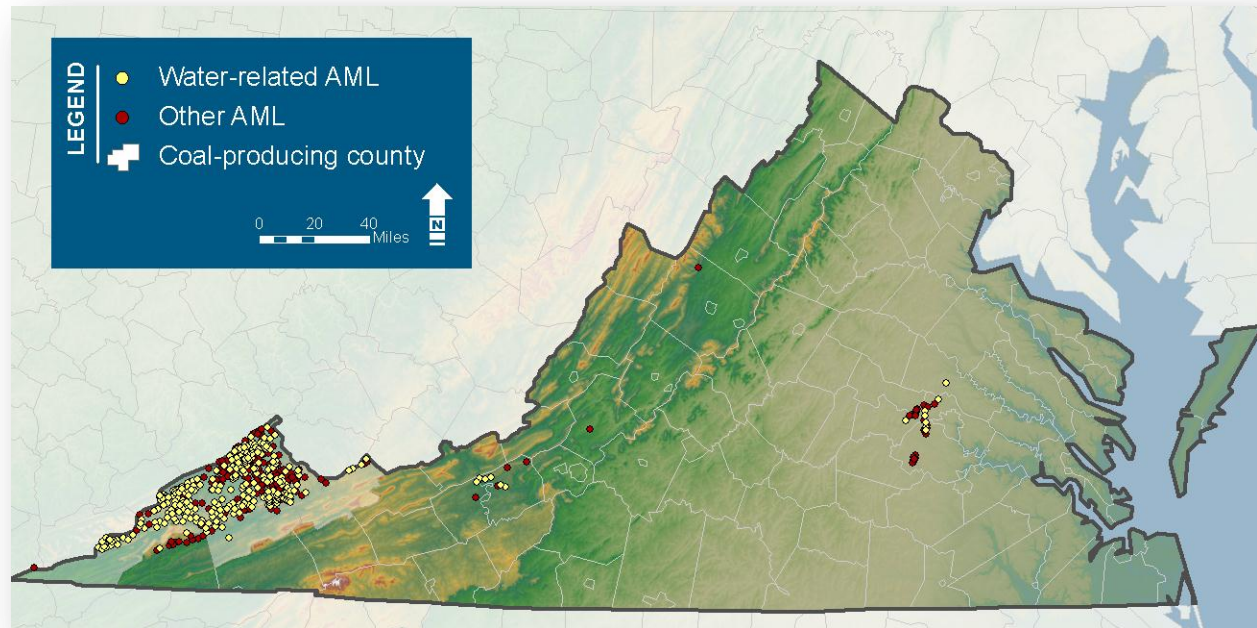 LEGEND
Water-related AML
Other AML
Coal-producing county
0 20 40
Miles
N